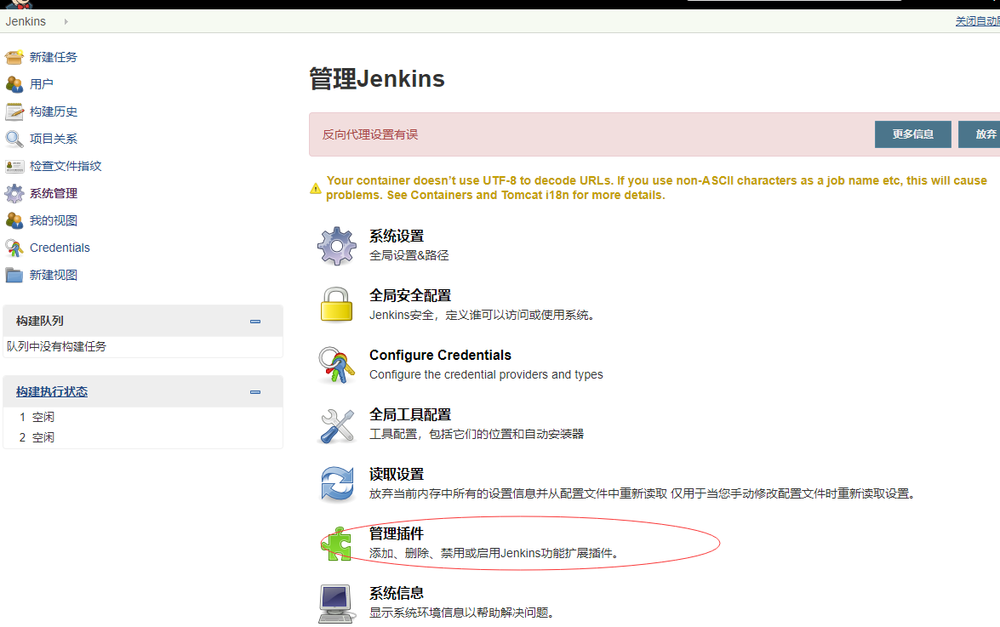 Jenkins
新建任务
用户
构建历史
项目关系
检查文件指纹
系统管理
我的视图
Credentials
新建视图
构建队列
队列中没有构建任务
构建执行状态
1 空闲
2 空闲
关闭自动
管理Jenkins
反向代理设置有误
更多信息
放弃
Your container doesn't use UTF-8 to decode URLs. If you use non-ASCII characters as a job name etc, this will cause
problems. See Containers and Tomcat i18n for more details.
系统设置
全局设置&路径
全局安全配置
Jenkins安全，定义谁可以访问或使用系统。
Configure Credentials
Configure the credential providers and types
全局工具配置
工具配置，包括它们的位置和自动安装器
读取设置
放弃当前内存中所有的设置信息并从配置文件中重新读取 仅用于当您手动修改配置文件时重新读取设置。
管理插件
添加、删除、禁用或启用Jenkins功能扩展插件。
系统信息
显示系统环境信息以帮助解决问题。